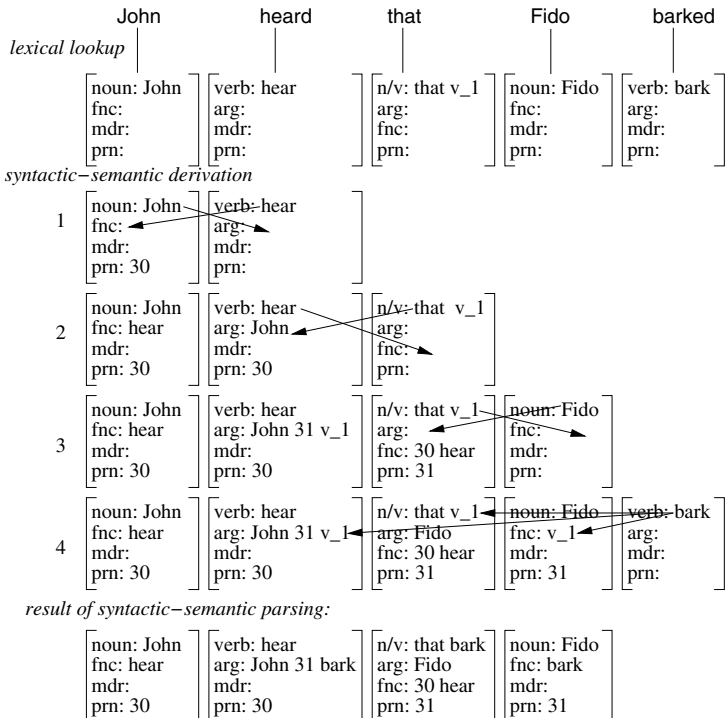 John heard that Fido barked
lexical lookup
noun: John verb: hear n/v: that v_1 noun: Fido verb: bark
fnc: arg: arg: fnc: arg:
mdr: mdr: fnc: mdr: mdr:
prn: prn: prn: prn: prn:
syntactic−semantic derivation
noun: John verb: hear
1
fnc: arg:
mdr: mdr:
prn: 30 prn:
noun: John verb: hear n/v: that v_1
fnc: hear arg: John arg:
2
mdr: mdr: fnc:
prn: 30 prn: 30 prn:
noun: John verb: hear n/v: that v_1 noun: Fido
fnc: hear arg: John 31 v_1 arg: fnc:
3
mdr: mdr: fnc: 30 hear mdr:
prn: 30 prn: 30 prn: 31 prn:
noun: John verb: hear n/v: that v_1 noun: Fido verb: bark
fnc: hear arg: John 31 v_1 arg: Fido fnc: v_1 arg:
4
mdr: mdr: fnc: 30 hear mdr: mdr:
prn: 30 prn: 30 prn: 31 prn: 31 prn:
result of syntactic−semantic parsing:
noun: John verb: hear n/v: that bark noun: Fido
fnc: hear arg: John 31 bark arg: Fido fnc: bark
mdr: mdr: fnc: 30 hear mdr:
prn: 30 prn: 30 prn: 31 prn: 31